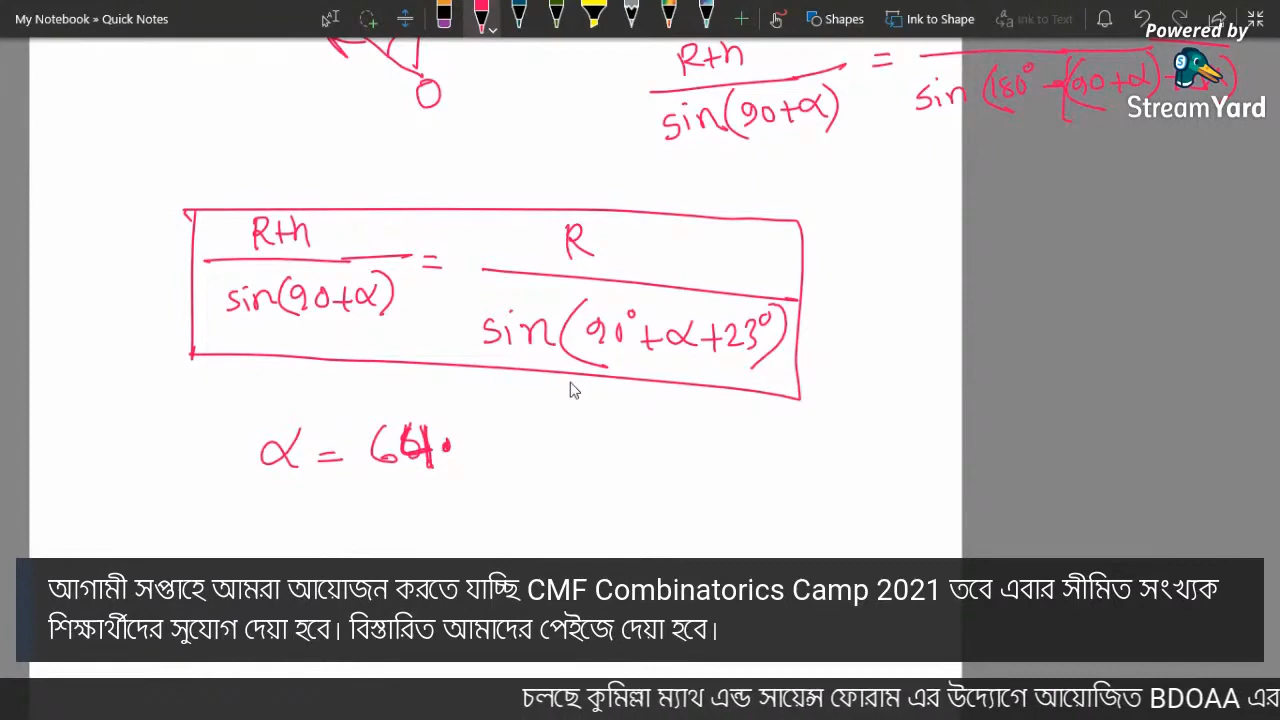 My Notebook » Quick Notes
Shapes
Ink to Shape
Ink to Text
Powered by
StreamYard
R+h
sin(90+α)
=
sin (180° - (90+α)
O
R+h
sin(90+α)
=
R
sin(90°+α+23°)
α = 64.
আগামী সপ্তাহে আমরা আয়োজন করতে যাচ্ছি CMF Combinatorics Camp 2021 তবে এবার সীমিত সংখ্যক
শিক্ষার্থীদের সুযোগ দেয়া হবে। বিস্তারিত আমাদের পেইজে দেয়া হবে।
চলছে কুমিল্লা ম্যাথ এন্ড সায়েন্স ফোরাম এর উদ্যোগে আয়োজিত BDOAA এর